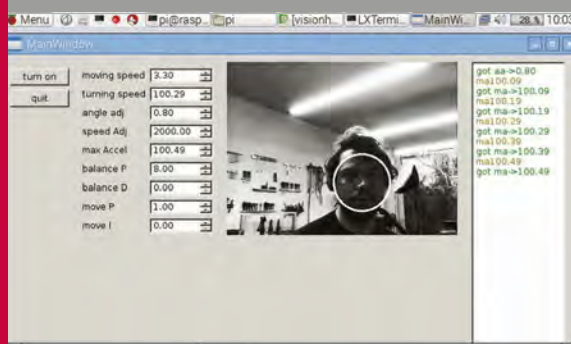 Menu pi@rasp.. pi [visionh.. LXTermi.. MainWi.. 28 % 10:03
MainWindow
turn on
quit
moving speed 3.30
turning speed 100.29
angle adj 0.80
speed Adj 2000.00
max Accel 100.49
balance P 8.00
balance D 0.00
move P 1.00
move I 0.00
got aa->0.80
ma100.09
got ma->100.09
ma100.19
got ma->100.19
ma100.29
got ma->100.29
ma100.39
got ma->100.39
ma100.49
got ma->100.49